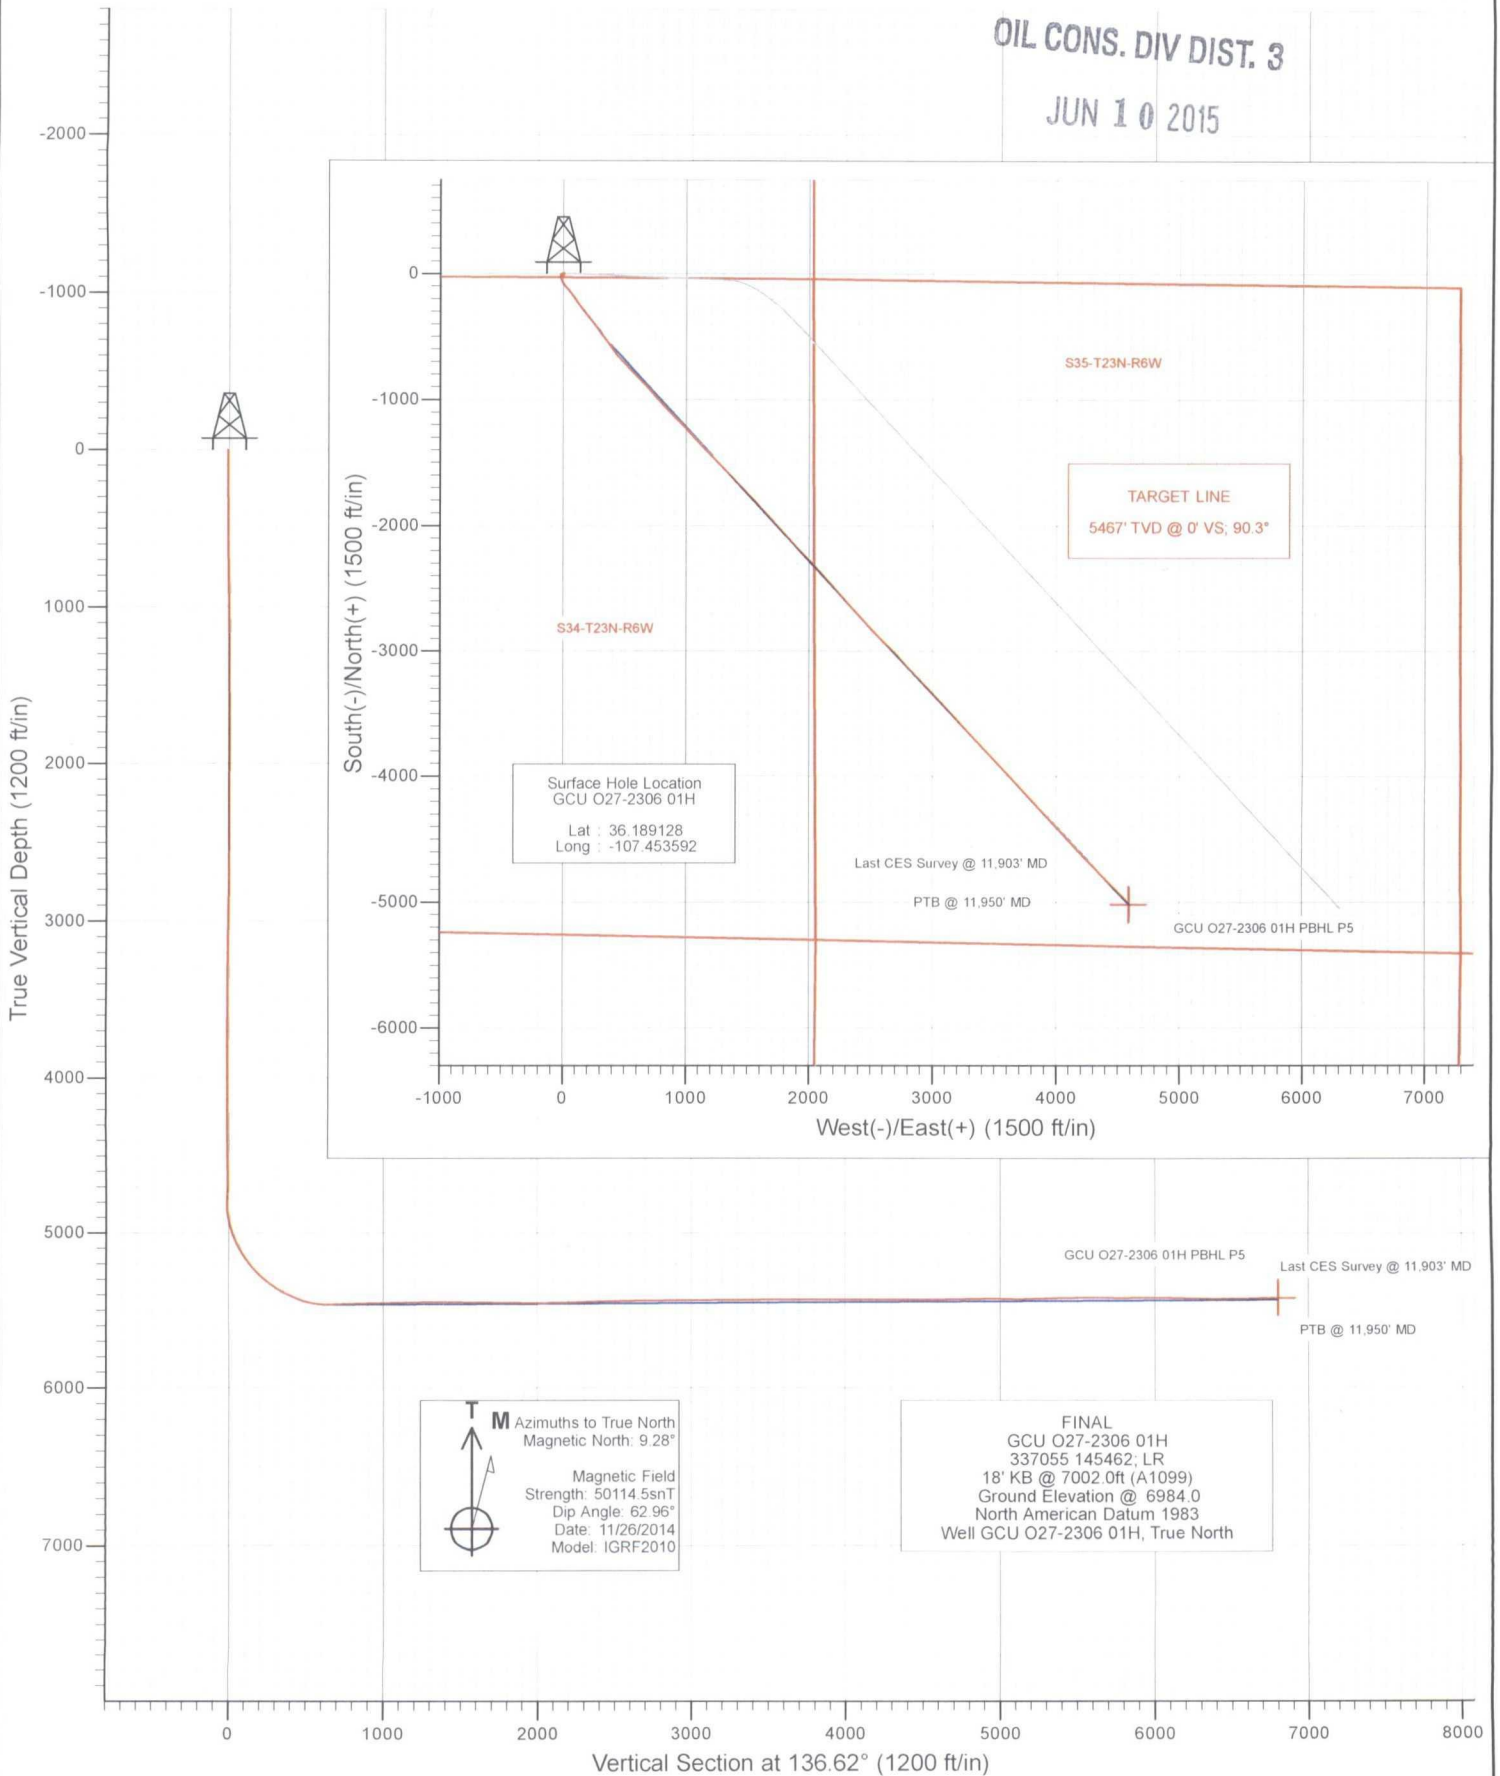 OIL CONS. DIV DIST. 3
JUN 10 2015
True Vertical Depth (1200 ft/in)
-2000
-1000
0
1000
2000
3000
4000
5000
6000
7000
South(-)/North(+) (1500 ft/in)
0
-1000
-2000
-3000
-4000
-5000
-6000
S35-T23N-R6W
TARGET LINE
5467' TVD @ 0' VS; 90.3°
S34-T23N-R6W
Surface Hole Location
GCU O27-2306 01H
Lat : 36.189128
Long : -107.453592
Last CES Survey @ 11,903' MD
PTB @ 11,950' MD
GCU O27-2306 01H PBHL P5
-1000 0 1000 2000 3000 4000 5000 6000 7000
West(-)/East(+) (1500 ft/in)
GCU O27-2306 01H PBHL P5
Last CES Survey @ 11,903' MD
PTB @ 11,950' MD
T
M Azimuths to True North
Magnetic North: 9.28°
Magnetic Field
Strength: 50114.5snT
Dip Angle: 62.96°
Date: 11/26/2014
Model: IGRF2010
FINAL
GCU O27-2306 01H
337055 145462; LR
18' KB @ 7002.0ft (A1099)
Ground Elevation @ 6984.0
North American Datum 1983
Well GCU O27-2306 01H, True North
0 1000 2000 3000 4000 5000 6000 7000 8000
Vertical Section at 136.62° (1200 ft/in)